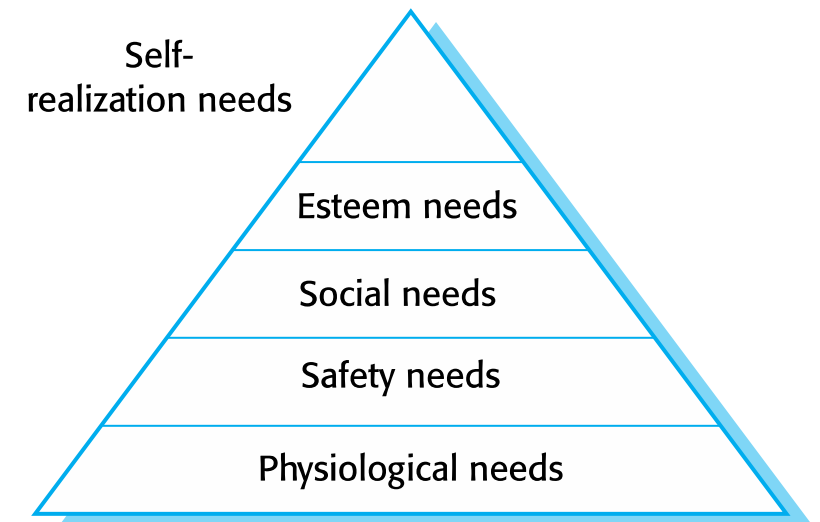 Self-
realization needs
Esteem needs
Social needs
Safety needs
Physiological needs